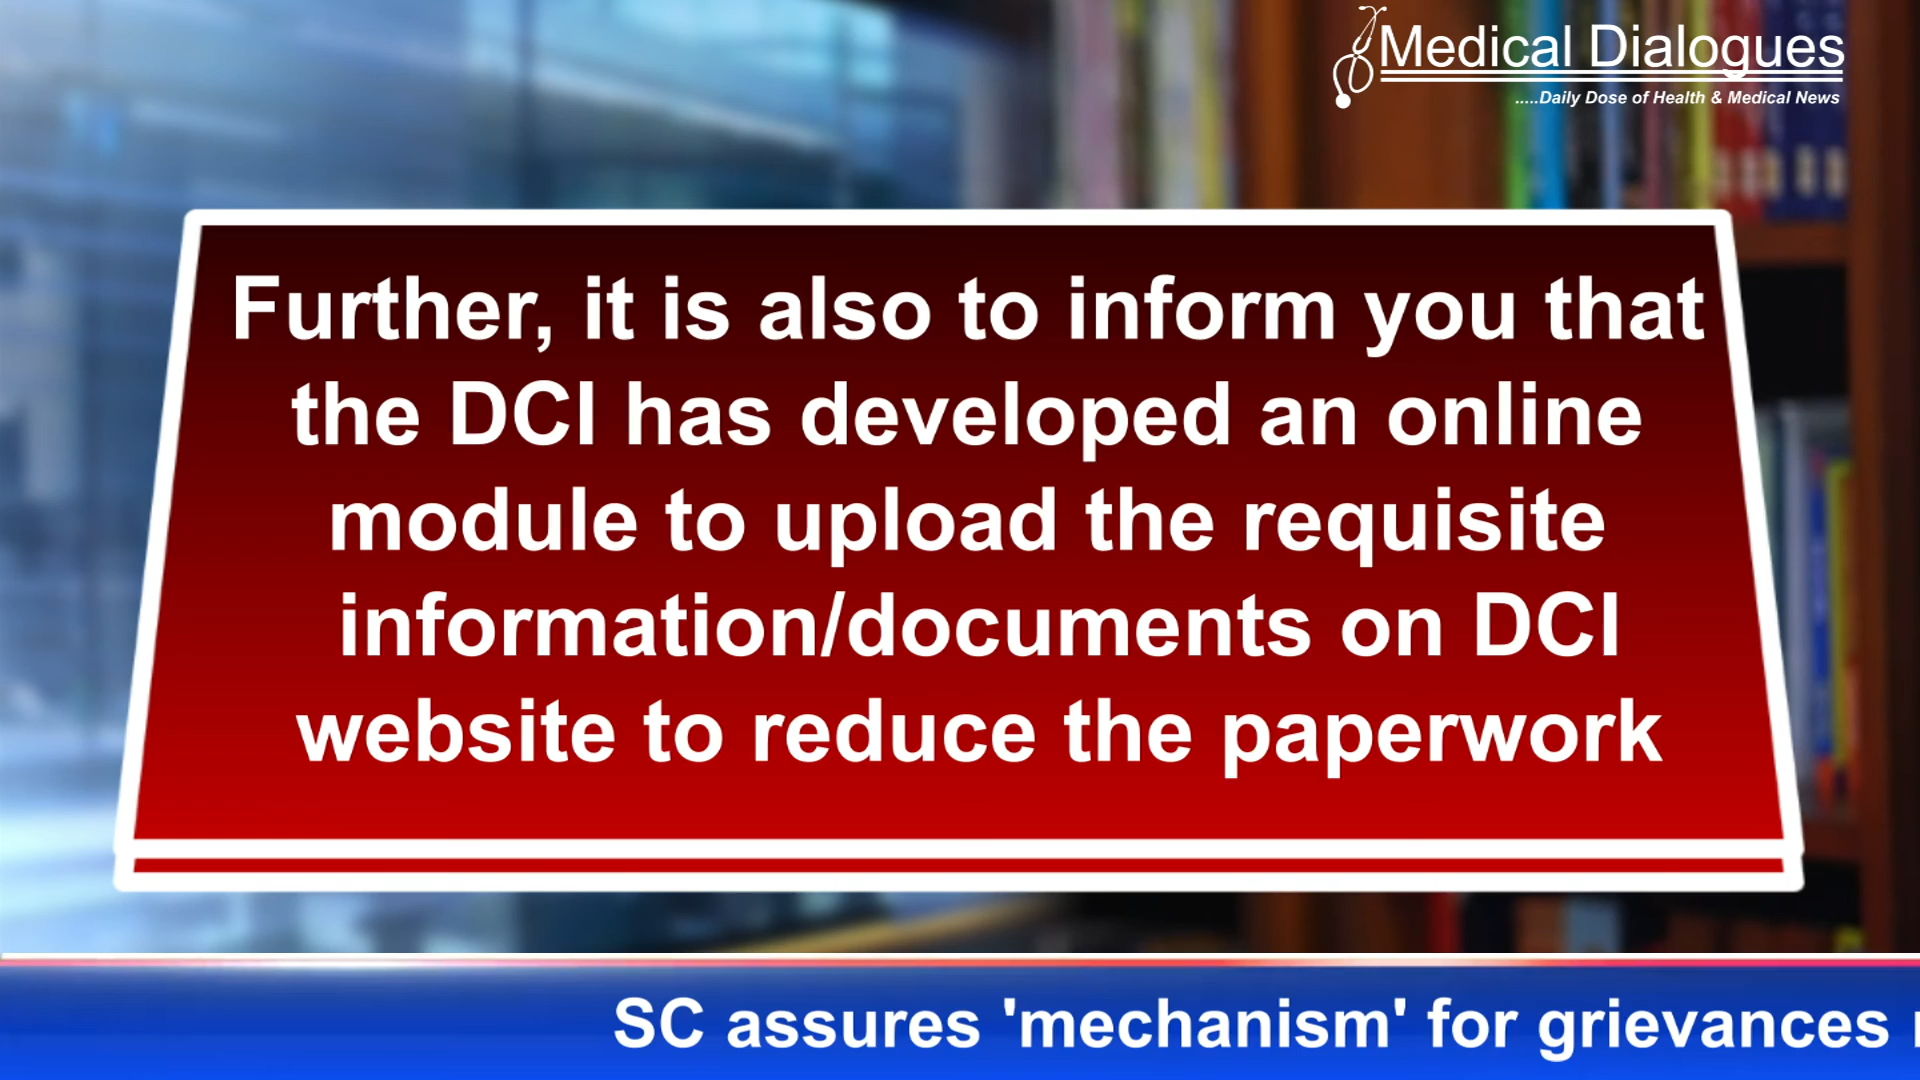 Medical Dialogues
.....Daily Dose of Health & Medical News
Further, it is also to inform you that
the DCI has developed an online
module to upload the requisite
information/documents on DCI
website to reduce the paperwork
SC assures 'mechanism' for grievances